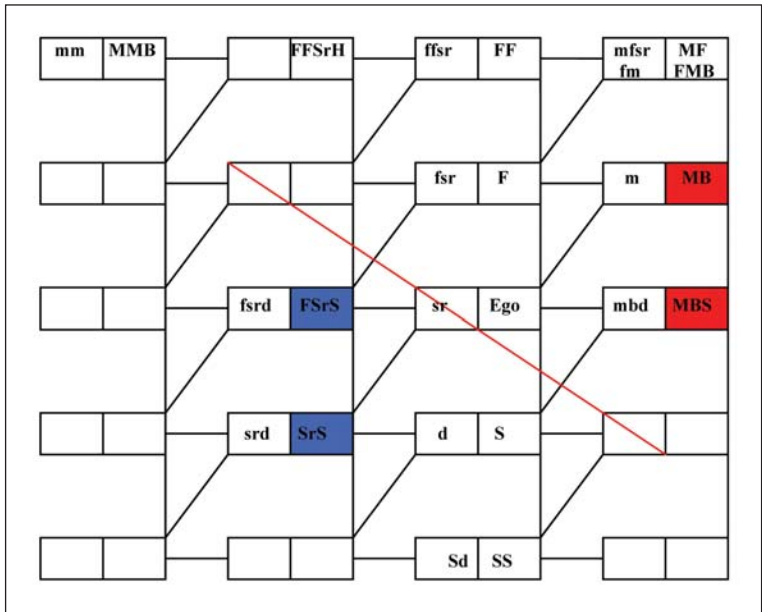 mm MMB FFSrH ffsr FF mfsr MF
fm FMB
fsr F m MB
fsrd FSrS sr Ego mbd MBS
srd SrS d S
Sd SS